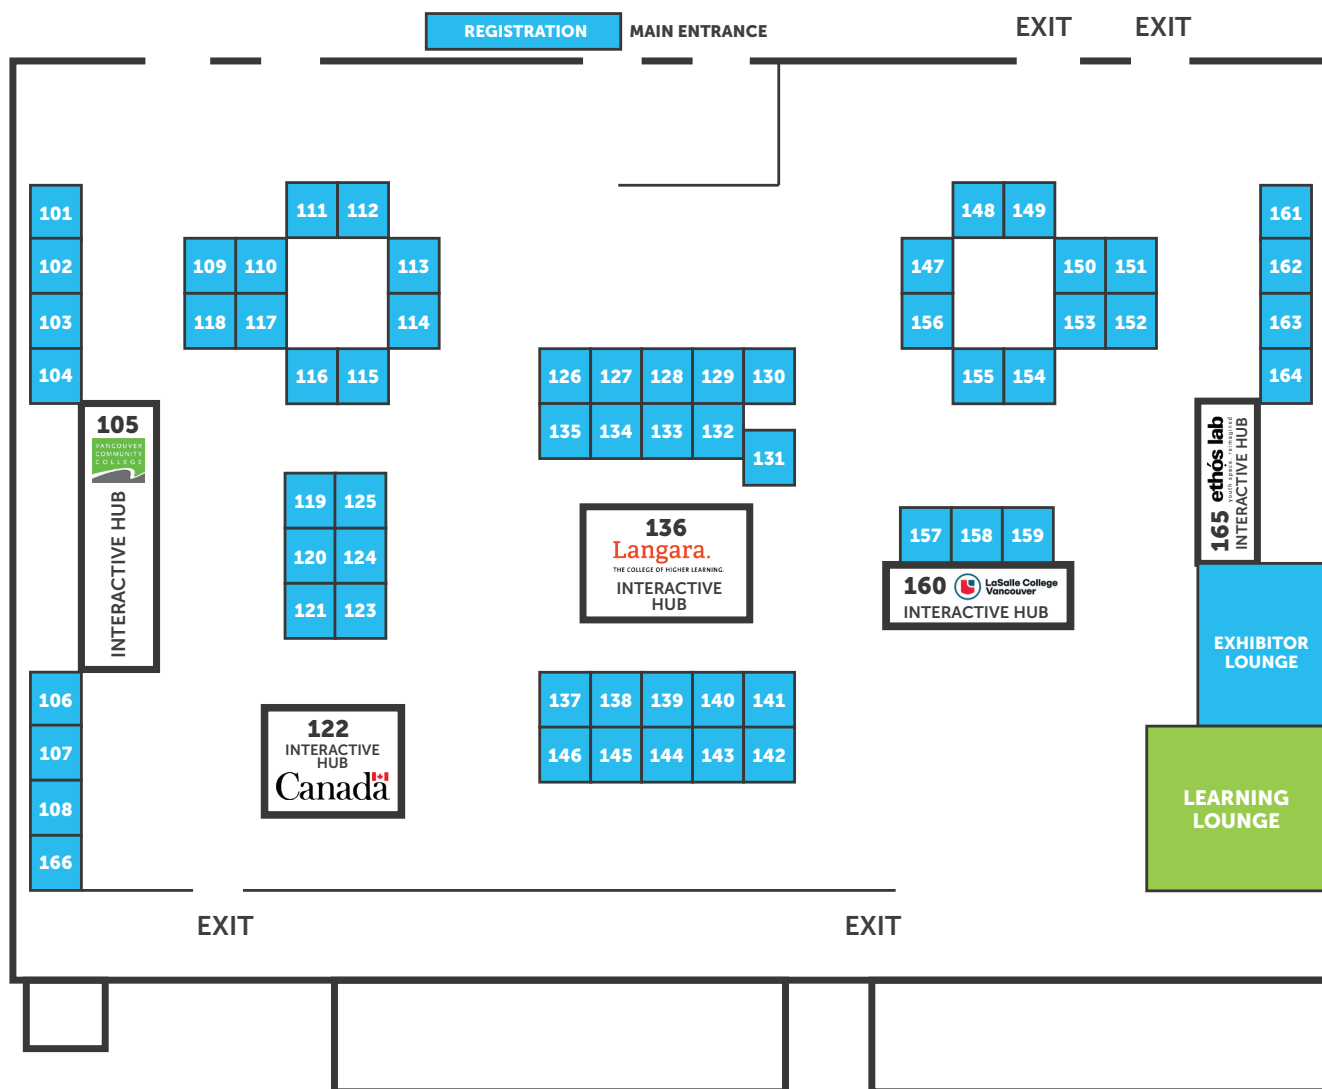 REGISTRATION MAIN ENTRANCE
EXIT EXIT
101
102
103
104
111 112
109 110 113
118 117 114
116 115
148 149
147 150 151
156 153 152
155 154
161
162
163
164
126 127 128 129 130
135 134 133 132
131
105
VANCOUVER
COMMUNITY
COLLEGE
INTERACTIVE HUB
119 125
120 124
121 123
136
Langara.
THE COLLEGE OF HIGHER LEARNING.
INTERACTIVE
HUB
157 158 159
160 LaSalle College
Vancouver
INTERACTIVE HUB
165 ethós lab
youth space, reimagined
INTERACTIVE HUB
EXHIBITOR
LOUNGE
LEARNING
LOUNGE
106
107
108
166
122
INTERACTIVE
HUB
Canada
137 138 139 140 141
146 145 144 143 142
EXIT EXIT